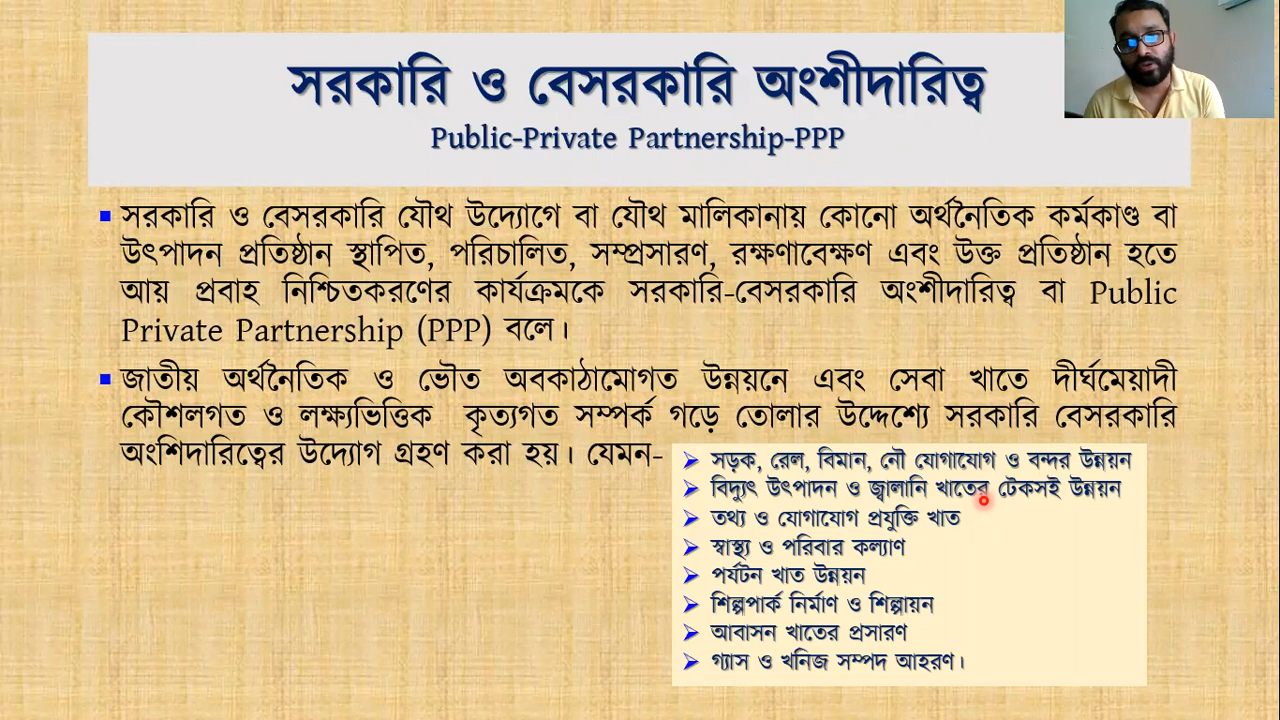 সরকারি ও বেসরকারি অংশীদারিত্ব
Public-Private Partnership-PPP
সরকারি ও বেসরকারি যৌথ উদ্যোগে বা যৌথ মালিকানায় কোনো অর্থনৈতিক কর্মকাণ্ড বা
উৎপাদন প্রতিষ্ঠান স্থাপিত, পরিচালিত, সম্প্রসারণ, রক্ষণাবেক্ষণ এবং উক্ত প্রতিষ্ঠান হতে
আয় প্রবাহ নিশ্চিতকরণের কার্যক্রমকে সরকারি-বেসরকারি অংশীদারিত্ব বা Public
Private Partnership (PPP) বলে।
জাতীয় অর্থনৈতিক ও ভৌত অবকাঠামোগত উন্নয়নে এবং সেবা খাতে দীর্ঘমেয়াদী
কৌশলগত ও লক্ষ্যভিত্তিক কৃত্যগত সম্পর্ক গড়ে তোলার উদ্দেশ্যে সরকারি বেসরকারি
অংশিদারিত্বের উদ্যোগ গ্রহণ করা হয়। যেমন-
সড়ক, রেল, বিমান, নৌ যোগাযোগ ও বন্দর উন্নয়ন
বিদ্যুৎ উৎপাদন ও জ্বালানি খাতের টেকসই উন্নয়ন
তথ্য ও যোগাযোগ প্রযুক্তি খাত
স্বাস্থ্য ও পরিবার কল্যাণ
পর্যটন খাত উন্নয়ন
শিল্পপার্ক নির্মাণ ও শিল্পায়ন
আবাসন খাতের প্রসারণ
গ্যাস ও খনিজ সম্পদ আহরণ।